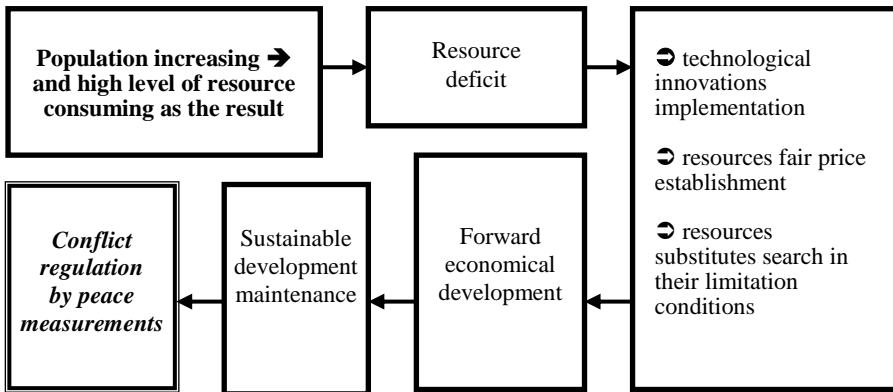 Population increasing ➔
and high level of resource
consuming as the result
Resource
deficit
➲ technological
innovations
implementation
➲ resources fair price
establishment
➲ resources
substitutes search in
their limitation
conditions
Forward
economical
development
Sustainable
development
maintenance
Conflict
regulation
by peace
measurements